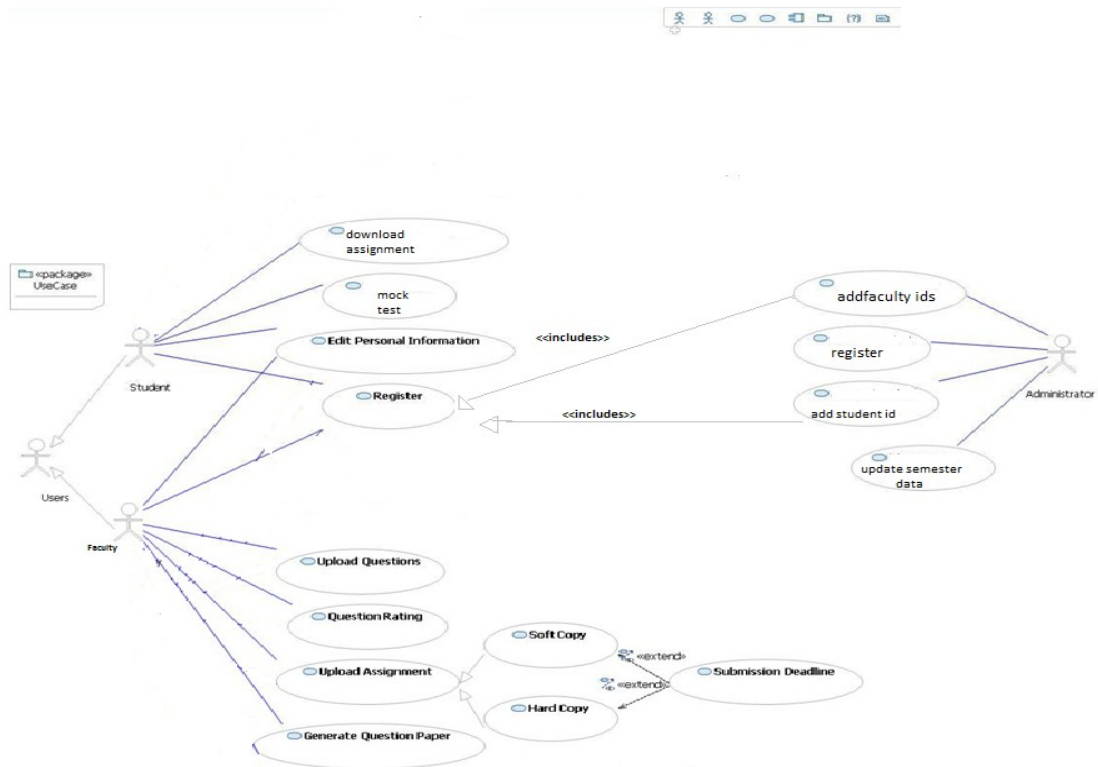 download
assignment
«package»
UseCase
mock
test
addfaculty ids
Edit Personal Information
<<includes>>
register
Student
Register
Administrator
<<includes>>
add student id
update semester
data
Users
Faculty
Upload Questions
Question Rating
Soft Copy
«extend»
Upload Assignment
«extend»
Submission Deadline
Hard Copy
Generate Question Paper
{?}